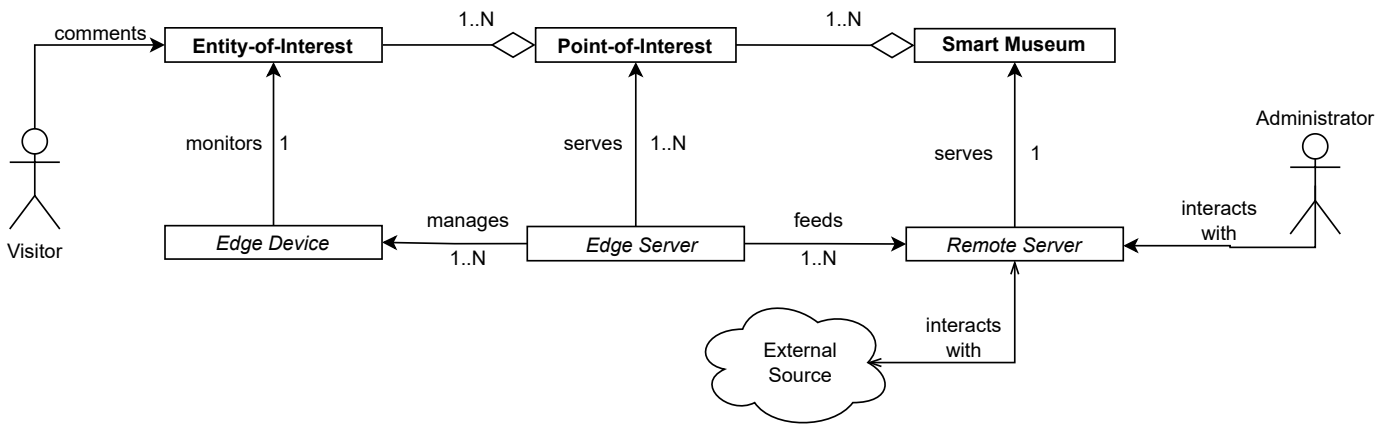 1..N
1..N
comments
Entity-of-Interest
Point-of-Interest
Smart Museum
Administrator
monitors
1
serves
1..N
serves
1
manages
feeds
interacts
with
Visitor
Edge Device
Edge Server
Remote Server
1..N
1..N
interacts
with
External
Source